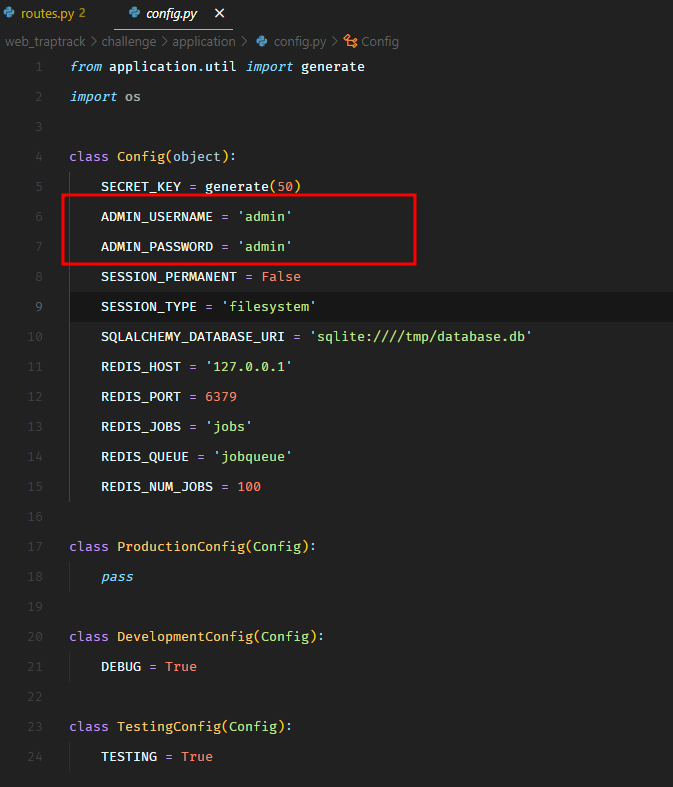 routes.py 2 config.py ×
web_traptrack > challenge > application > config.py > Config
1 from application.util import generate
2 import os
3
4 class Config(object):
5 SECRET_KEY = generate(50)
6 ADMIN_USERNAME = 'admin'
7 ADMIN_PASSWORD = 'admin'
8 SESSION_PERMANENT = False
9 SESSION_TYPE = 'filesystem'
10 SQLALCHEMY_DATABASE_URI = 'sqlite:////tmp/database.db'
11 REDIS_HOST = '127.0.0.1'
12 REDIS_PORT = 6379
13 REDIS_JOBS = 'jobs'
14 REDIS_QUEUE = 'jobqueue'
15 REDIS_NUM_JOBS = 100
16
17 class ProductionConfig(Config):
18 pass
19
20 class DevelopmentConfig(Config):
21 DEBUG = True
22
23 class TestingConfig(Config):
24 TESTING = True